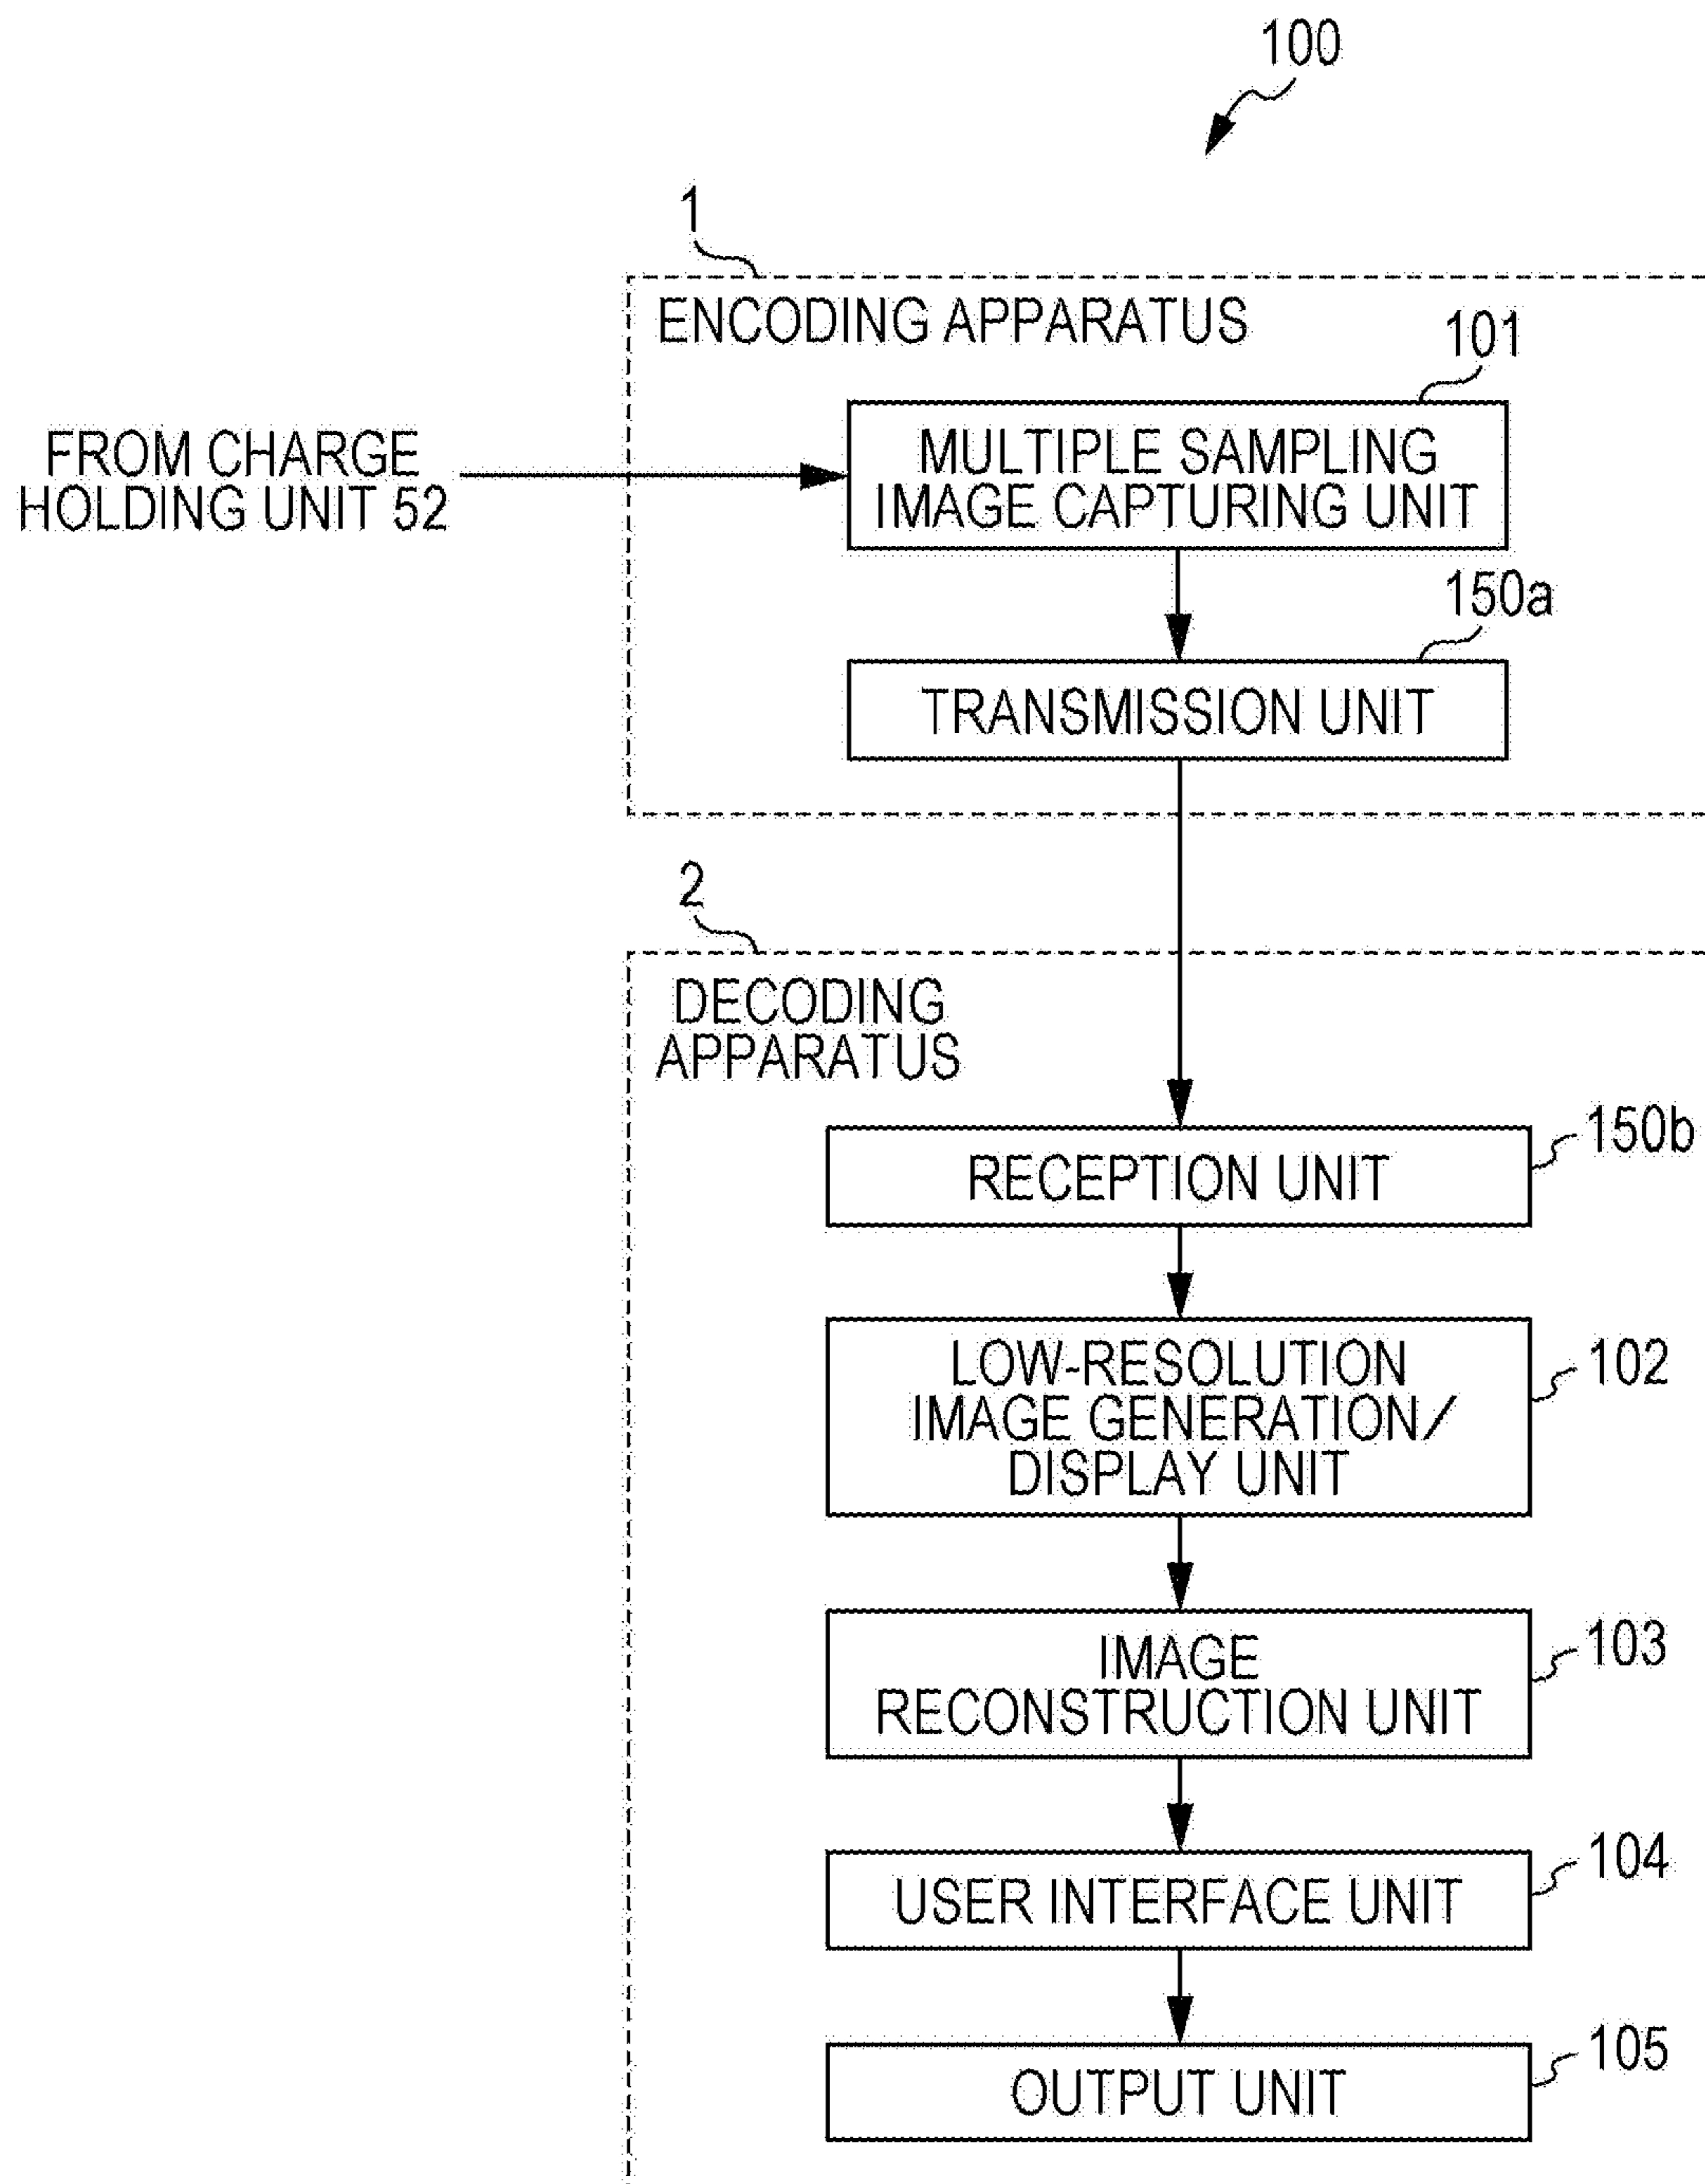 100
1
ENCODING APPARATUS
101
FROM CHARGE
HOLDING UNIT 52
MULTIPLE SAMPLING
IMAGE CAPTURING UNIT
150a
TRANSMISSION UNIT
2
DECODING
APPARATUS
150b
RECEPTION UNIT
102
LOW-RESOLUTION
IMAGE GENERATION/
DISPLAY UNIT
103
IMAGE
RECONSTRUCTION UNIT
104
USER INTERFACE UNIT
105
OUTPUT UNIT